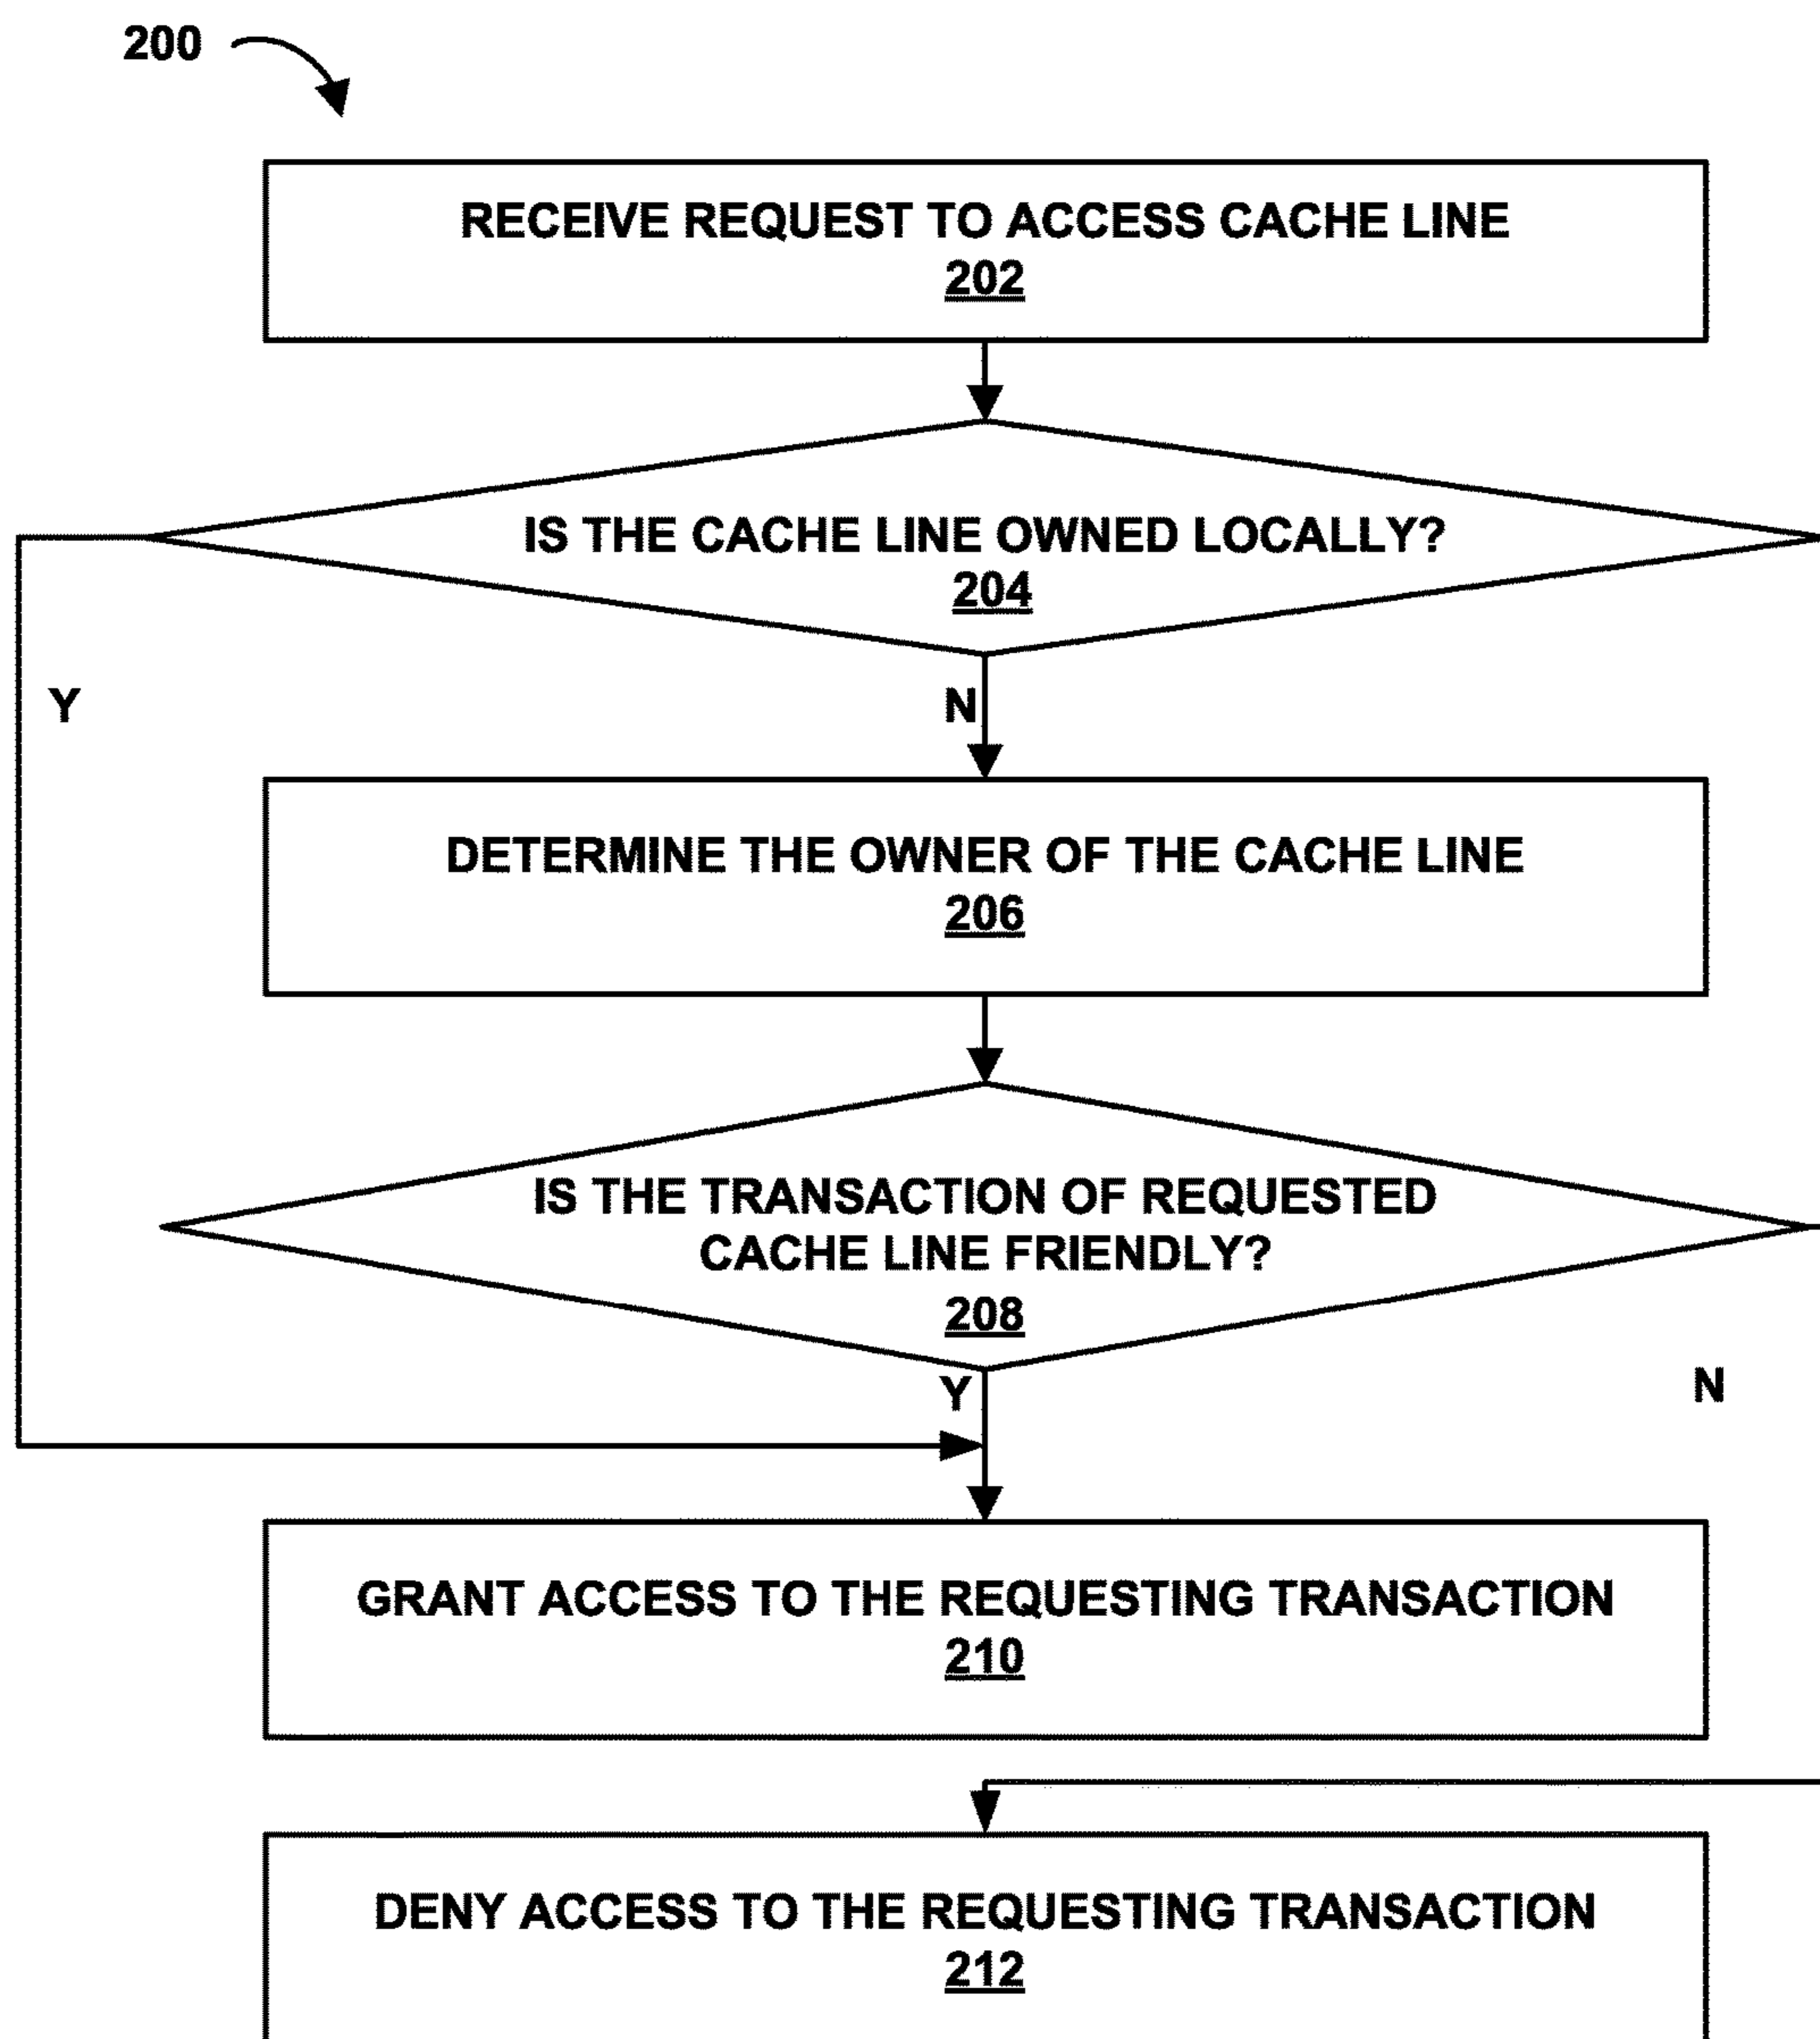 200
RECEIVE REQUEST TO ACCESS CACHE LINE
202
IS THE CACHE LINE OWNED LOCALLY?
204
Y
N
DETERMINE THE OWNER OF THE CACHE LINE
206
IS THE TRANSACTION OF REQUESTED
CACHE LINE FRIENDLY?
208
Y
N
GRANT ACCESS TO THE REQUESTING TRANSACTION
210
DENY ACCESS TO THE REQUESTING TRANSACTION
212